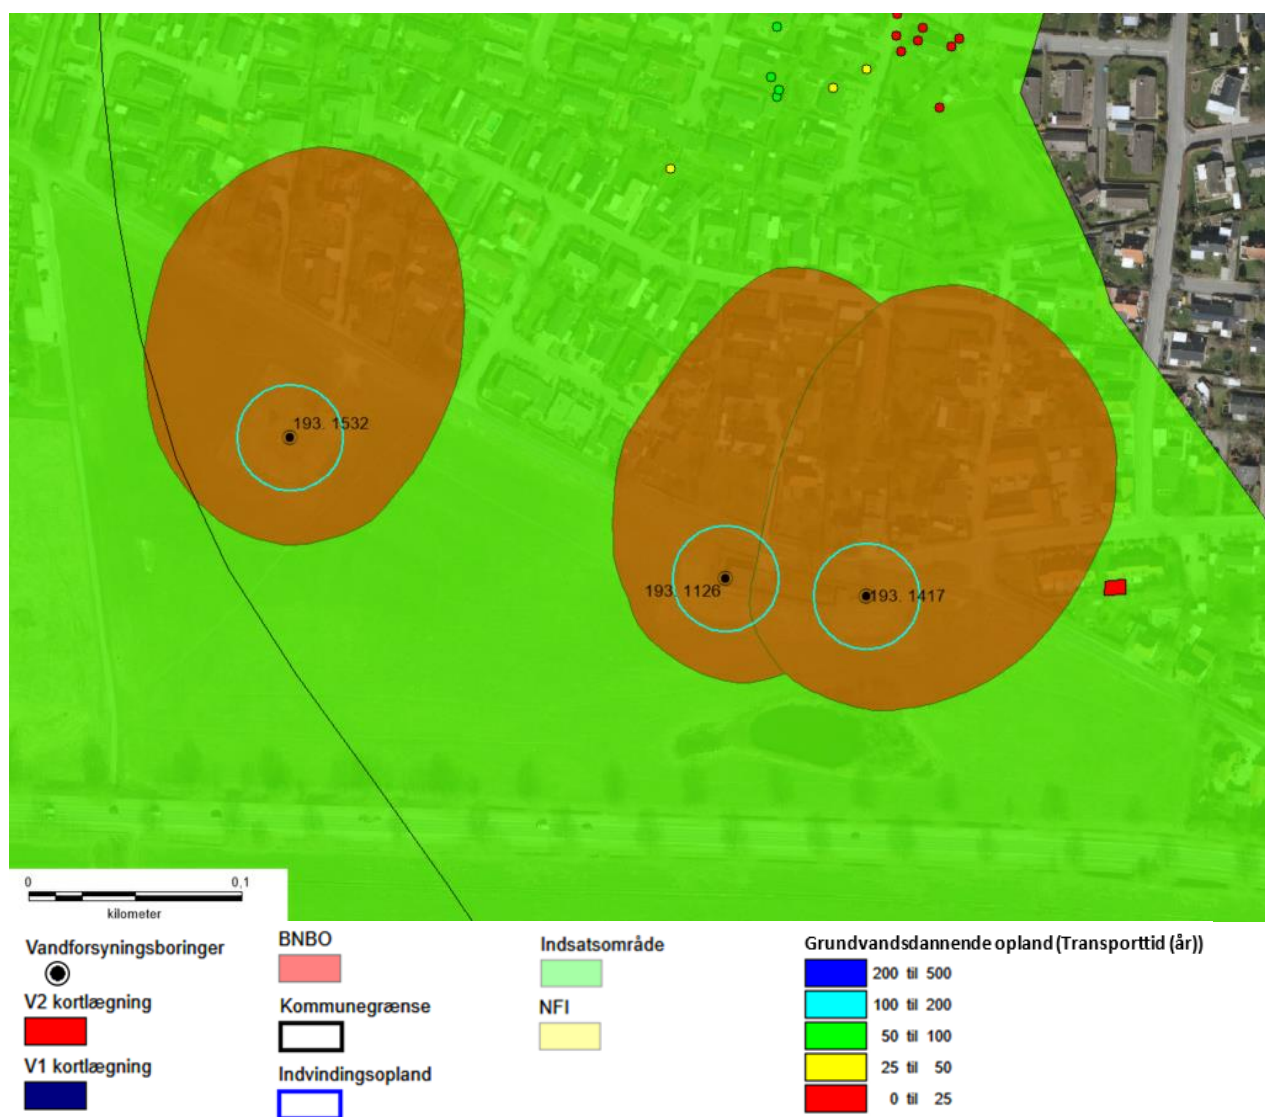 193. 1532
193. 1126
193. 1417
0 0,1
kilometer
Vandforsyningsboringer
V2 kortlægning
V1 kortlægning
BNBO
Kommunegrænse
Indvindingsopland
Indsatsområde
NFI
Grundvandsdannende opland (Transporttid (år))
200 til 500
100 til 200
50 til 100
25 til 50
0 til 25